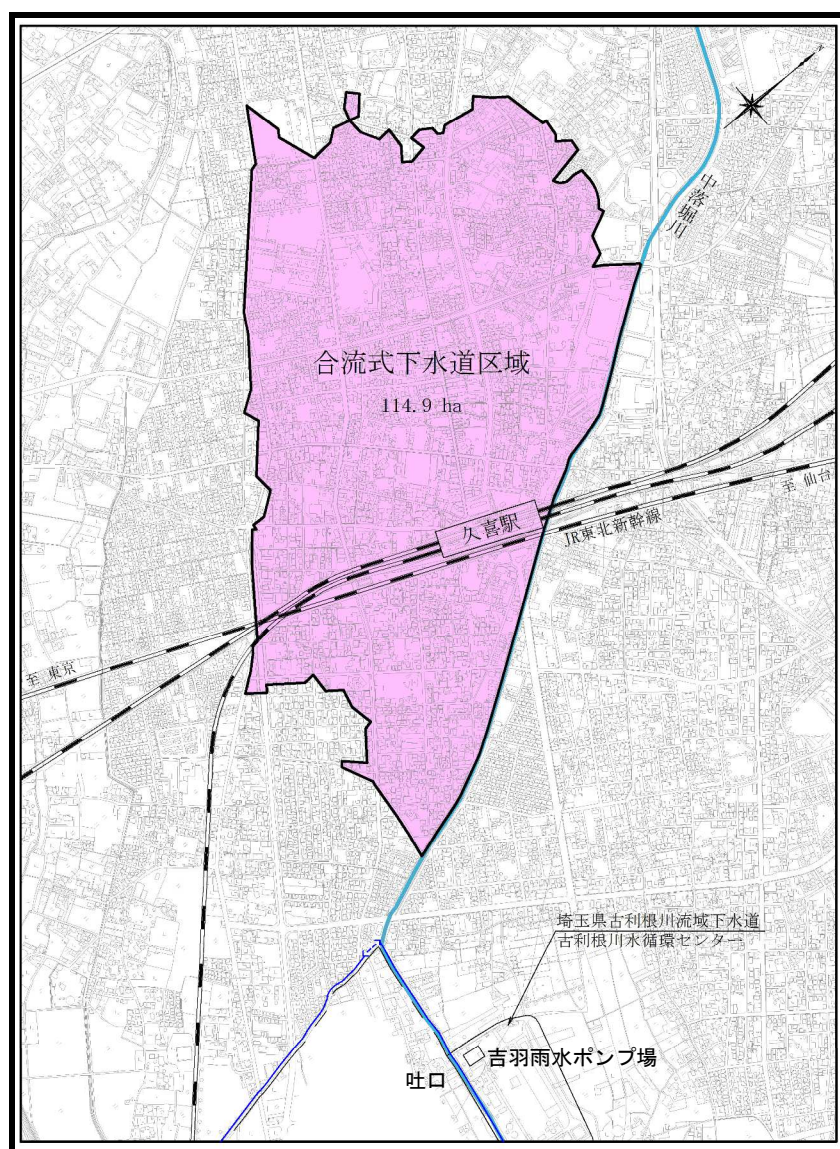 N
中落堀川
合流式下水道区域
114.9 ha
至 仙台
久喜駅
JR東北新幹線
至 東京
埼玉県古利根川流域下水道
古利根川水循環センター
吉羽雨水ポンプ場
吐口